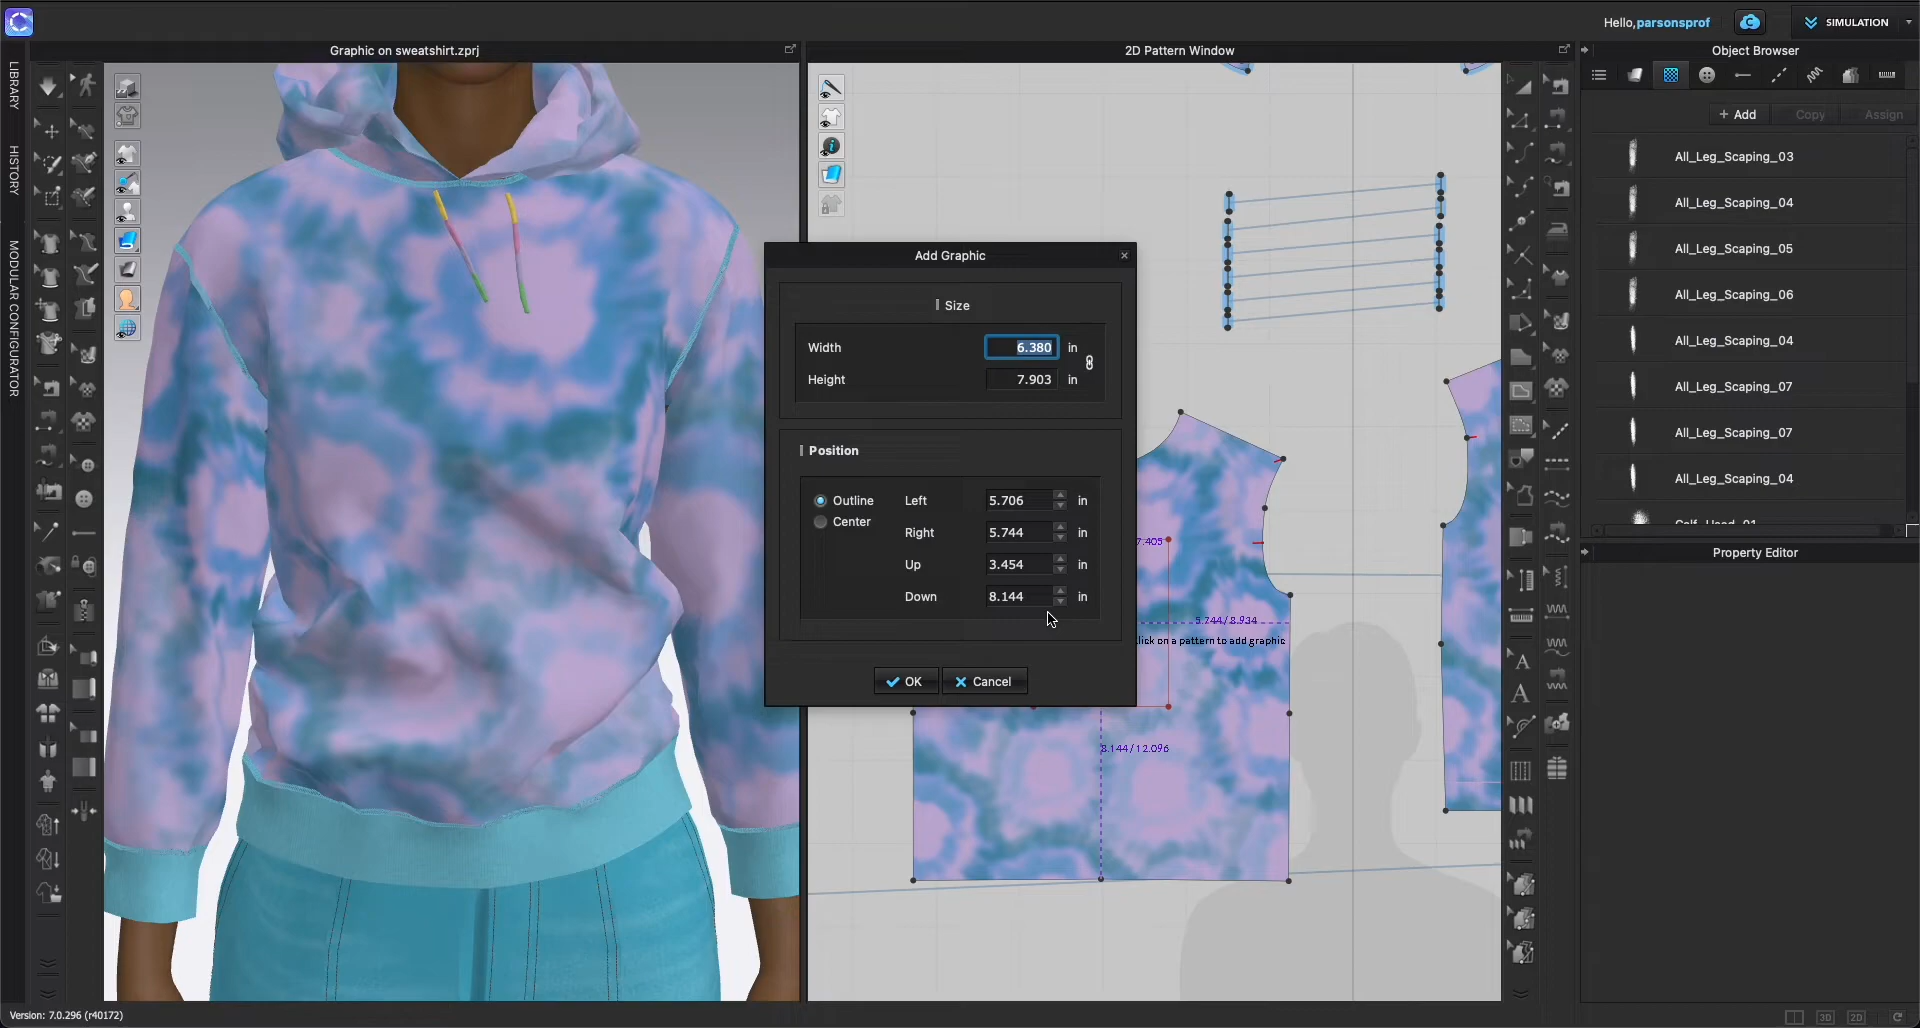 Hello,parsonsprof
SIMULATION
Graphic on sweatshirt.zprj
2D Pattern Window
Object Browser
LIBRARY
HISTORY
MODULAR CONFIGURATOR
+ Add
Copy
Assign
All_Leg_Scaping_03
All_Leg_Scaping_04
All_Leg_Scaping_05
All_Leg_Scaping_06
All_Leg_Scaping_04
All_Leg_Scaping_07
All_Leg_Scaping_07
All_Leg_Scaping_04
Property Editor
Add Graphic
Size
Width 6.380 in
Height 7.903 in
Position
Outline
Center
Left 5.706 in
Right 5.744 in
Up 3.454 in
Down 8.144 in
OK
Cancel
7.405
5.744 / 8.934
lick on a pattern to add graphic
8.144 / 12.096
Version: 7.0.296 (r40172)
3D
2D